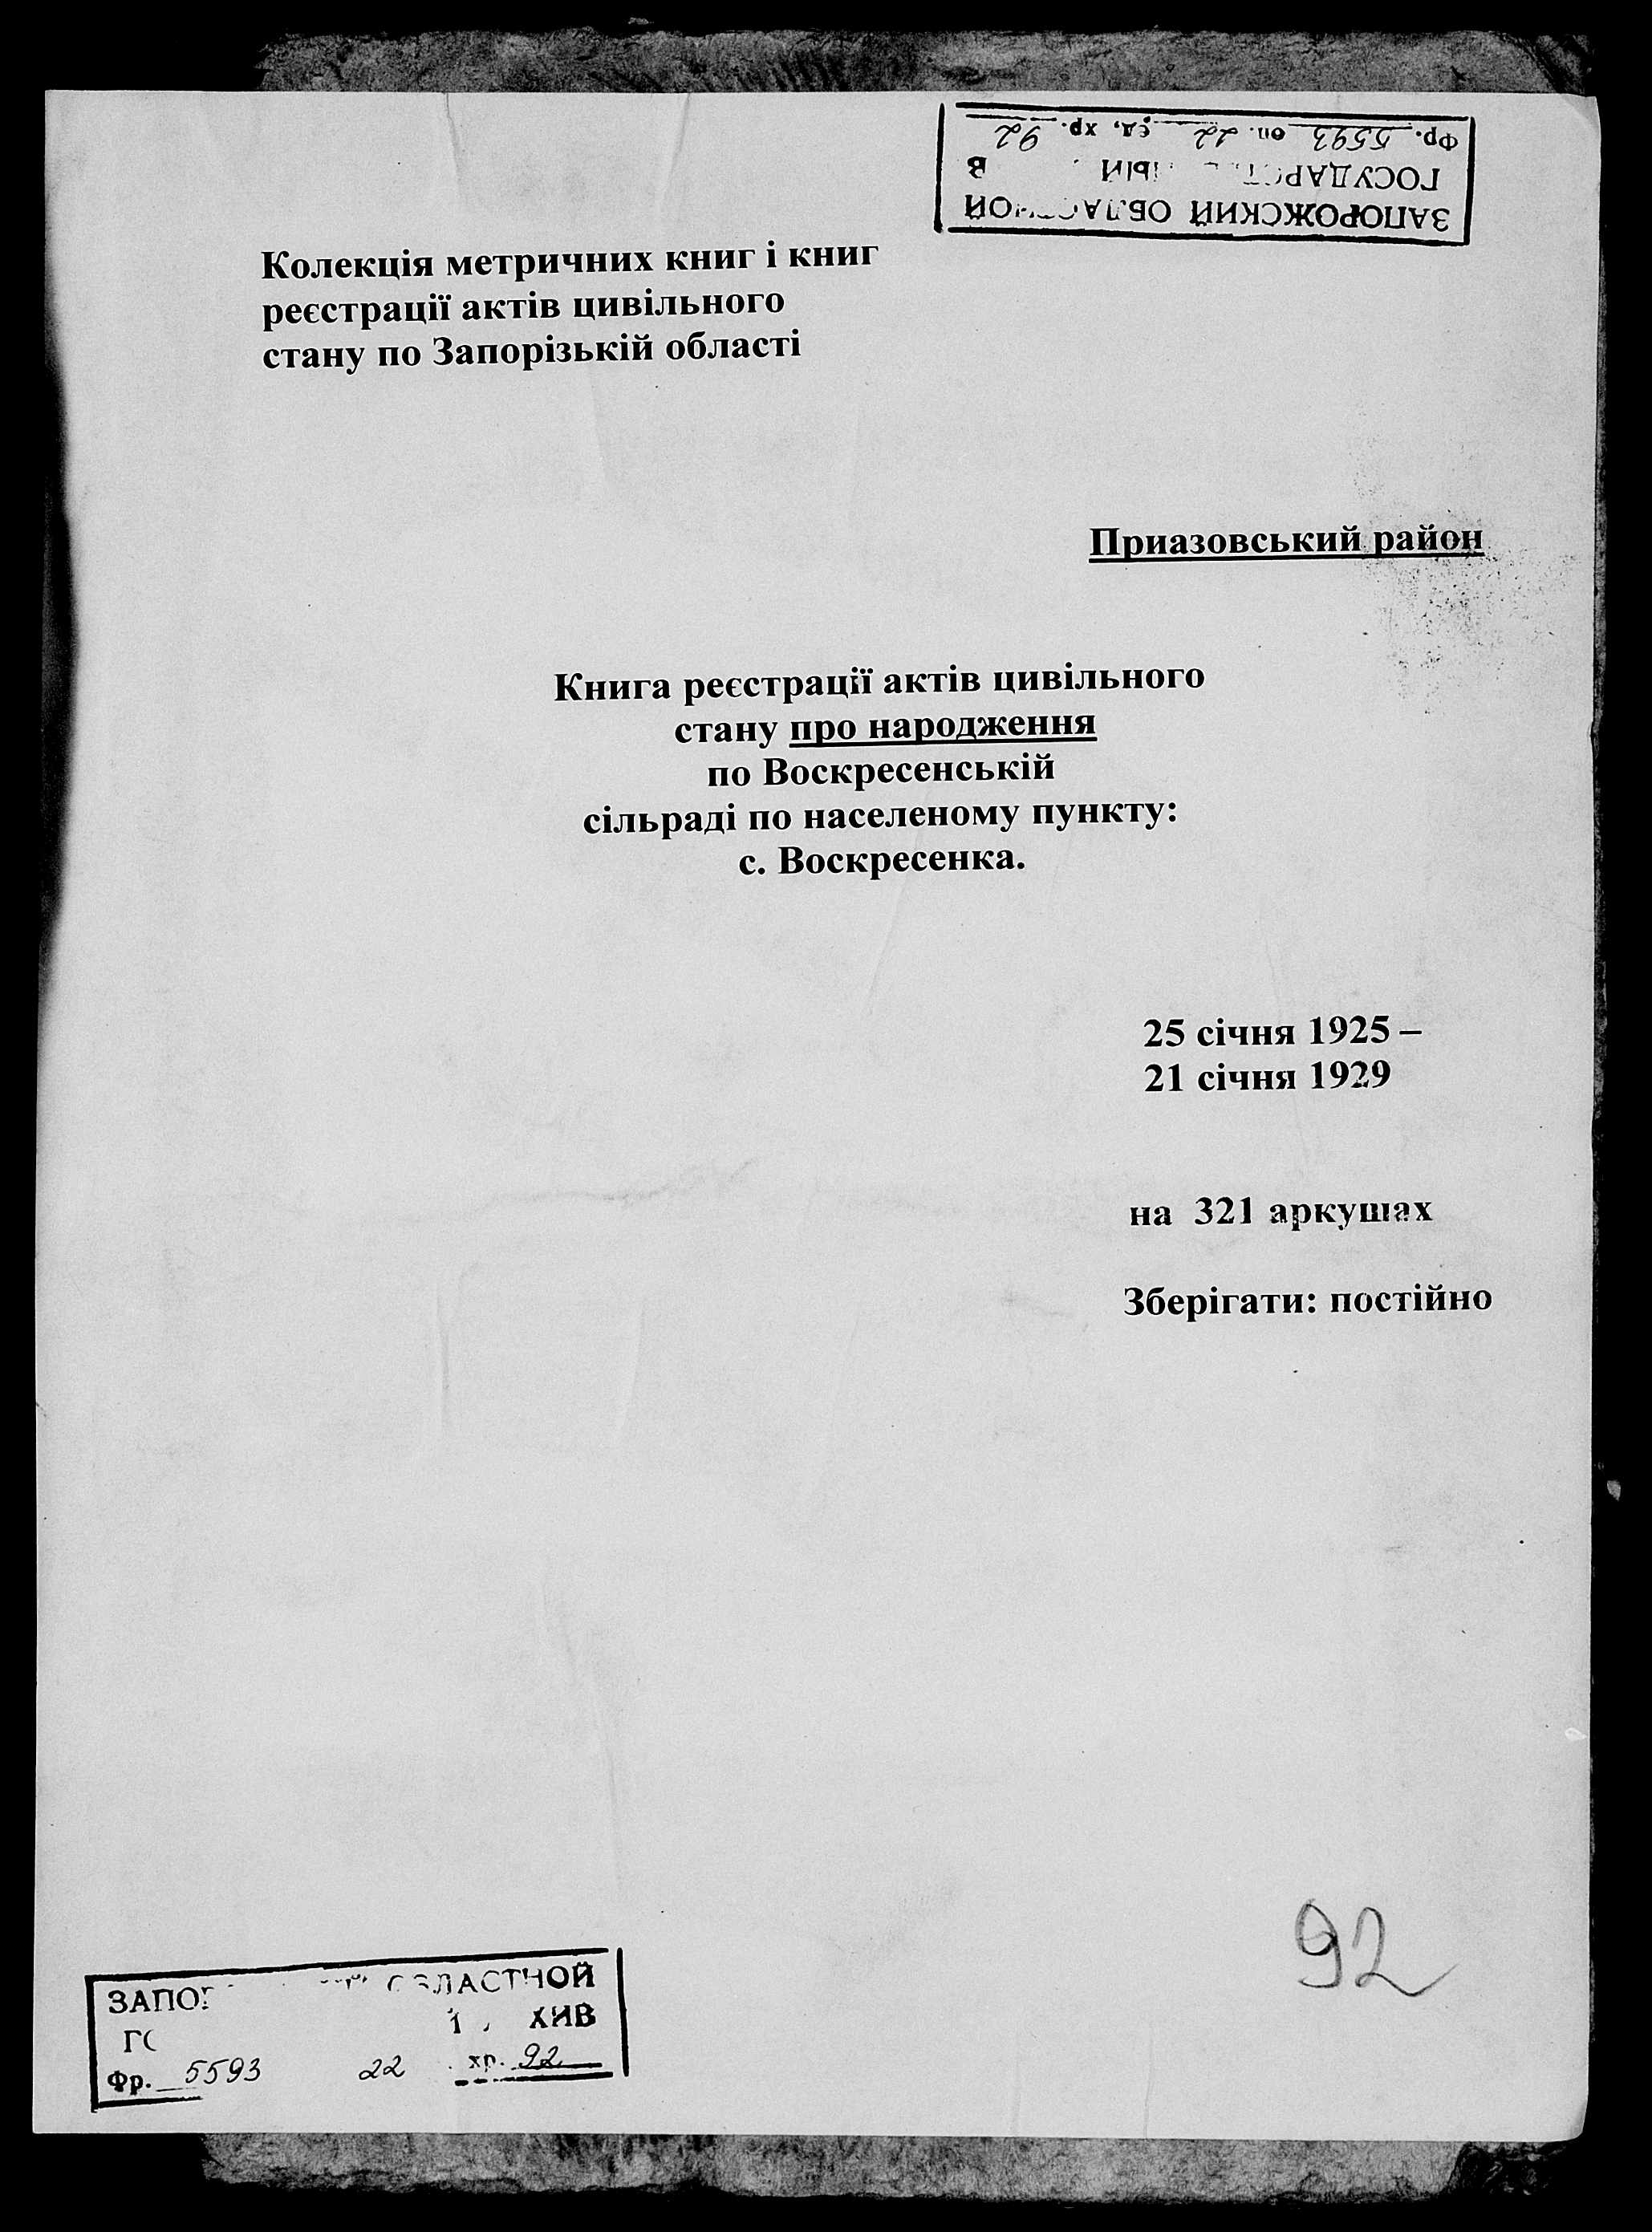 ЗАПОРОЖСКИЙ ОБЛАСТНОЙ
Фр. 5593 оп. 22 ед. хр. 92
Колекція метричних книг і книг
реєстрації актів цивільного
стану по Запорізькій області
Приазовський район
Книга реєстрації актів цивільного
стану про народження
по Воскресенській
сільраді по населеному пункту:
с. Воскресенка.
25 січня 1925 –
21 січня 1929
на 321 аркушах
Зберігати: постійно
92
ОБЛАСТНОЙ
Фр. 5593 22 хр. 92